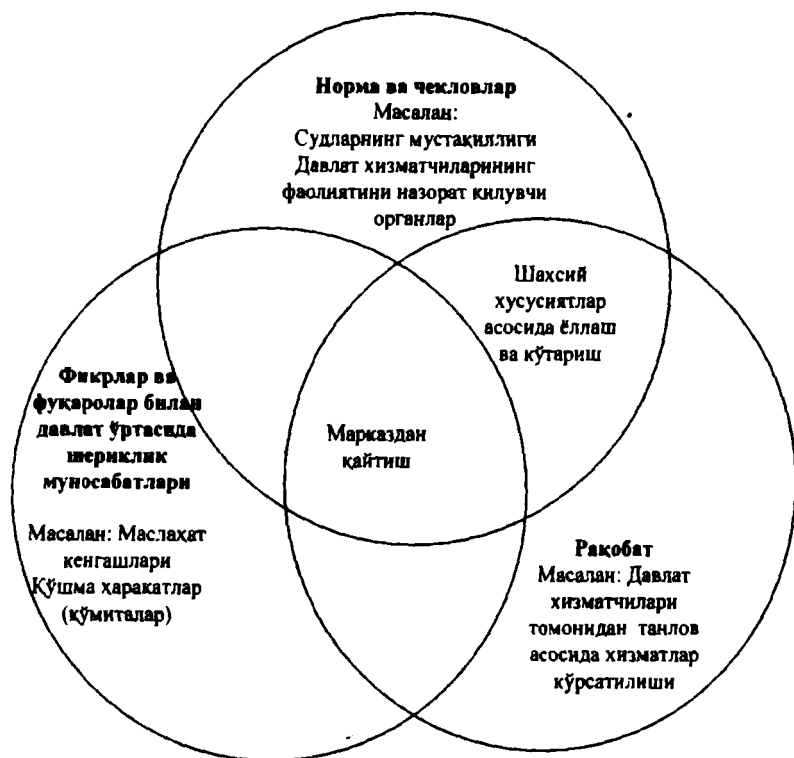 Норма ва чекловлар
Масалан:
Судларнинг мустақиллиги
Давлат хизматчиларининг
фаолиятини назорат килувчи
органлар
Шахсий
хусусиятлар
асосида ёллаш
ва кўтариш
Фикрлар ва
фуқаролар билан
давлат ўртасида
шериклик
муносабатлари
Масалан: Маслаҳат
кенгашлари
Қўшма ҳаракатлар
(қўмиталар)
Марказдан
қайтиш
Рақобат
Масалан: Давлат
хизматчилари
томонидан танлов
асосида хизматлар
кўрсатилиши